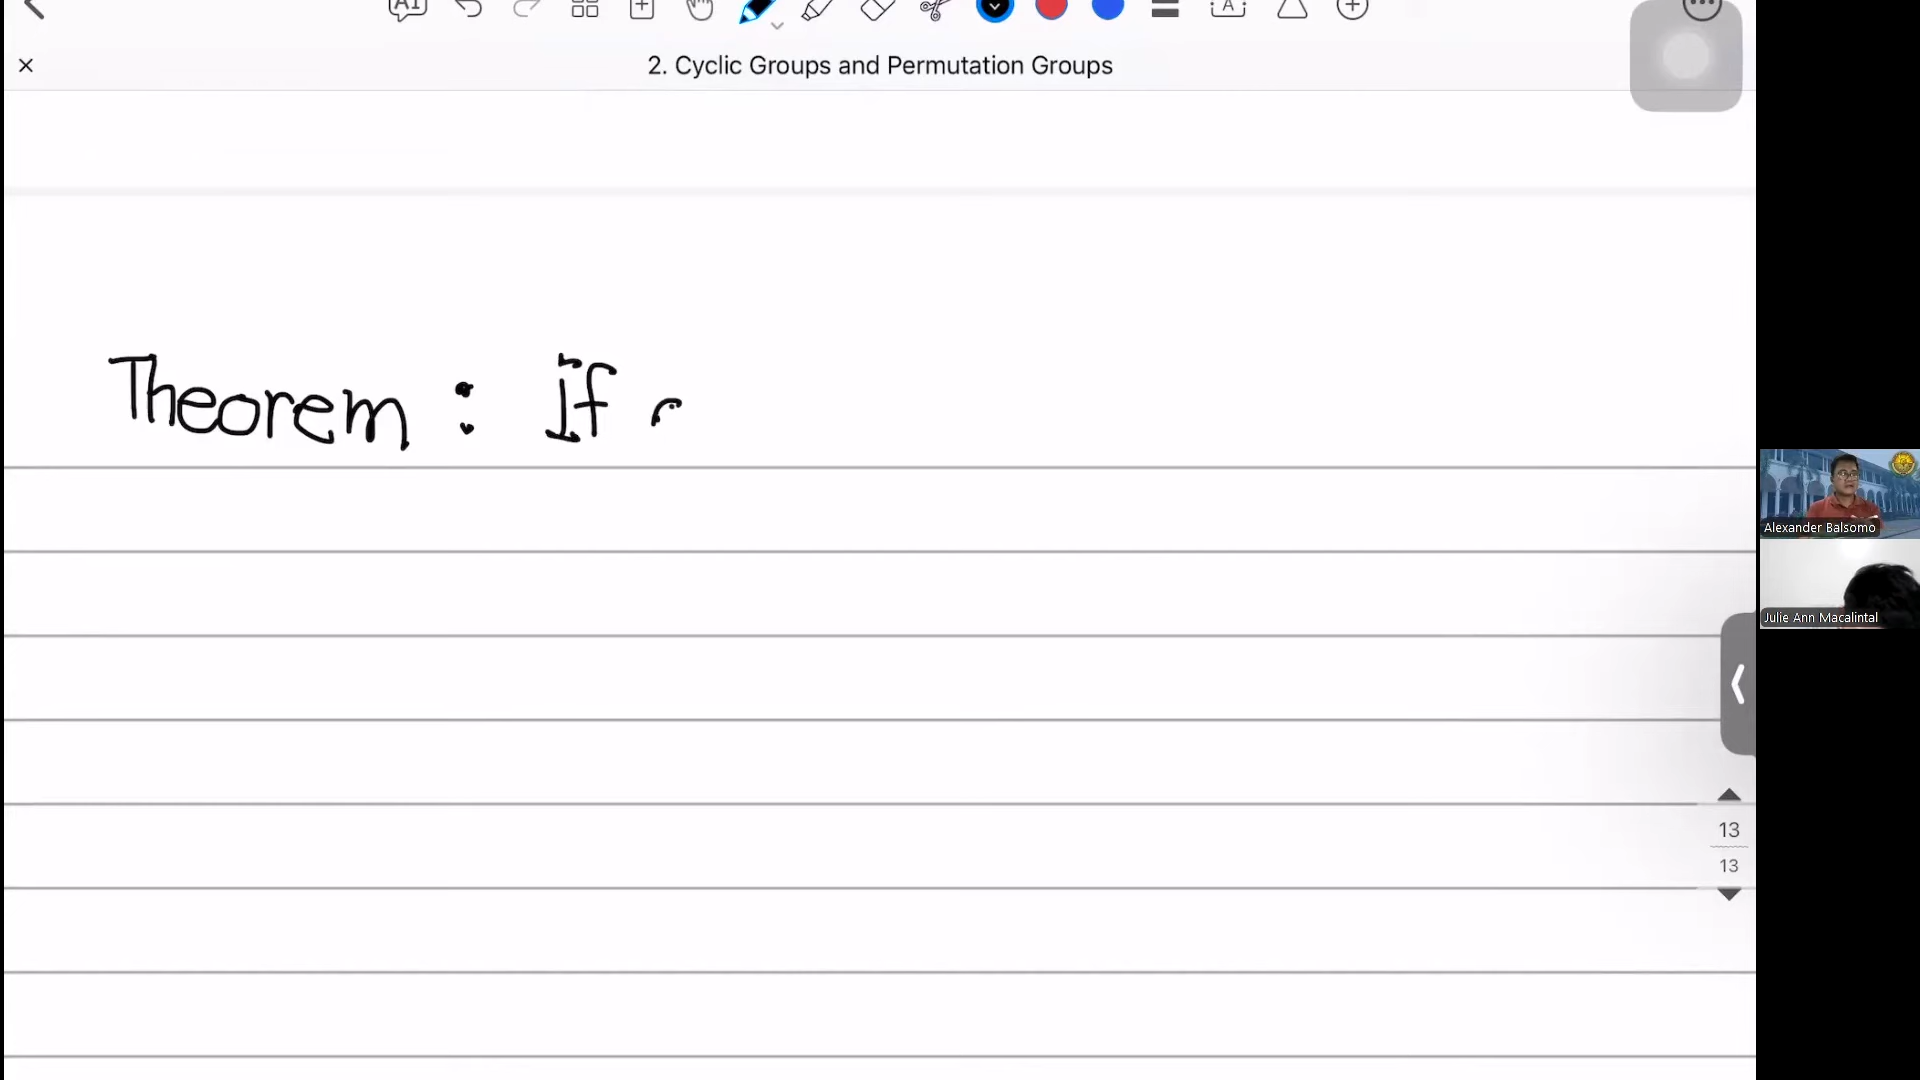 2. Cyclic Groups and Permutation Groups
Theorem : If
Alexander Balsomo
Julie Ann Macalintal
13
13